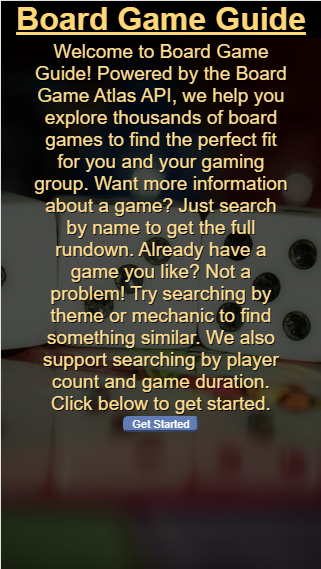 Board Game Guide
Welcome to Board Game
Guide! Powered by the Board
Game Atlas API, we help you
explore thousands of board
games to find the perfect fit
for you and your gaming
group. Want more information
about a game? Just search
by name to get the full
rundown. Already have a
game you like? Not a
problem! Try searching by
theme or mechanic to find
something similar. We also
support searching by player
count and game duration.
Click below to get started.
Get Started